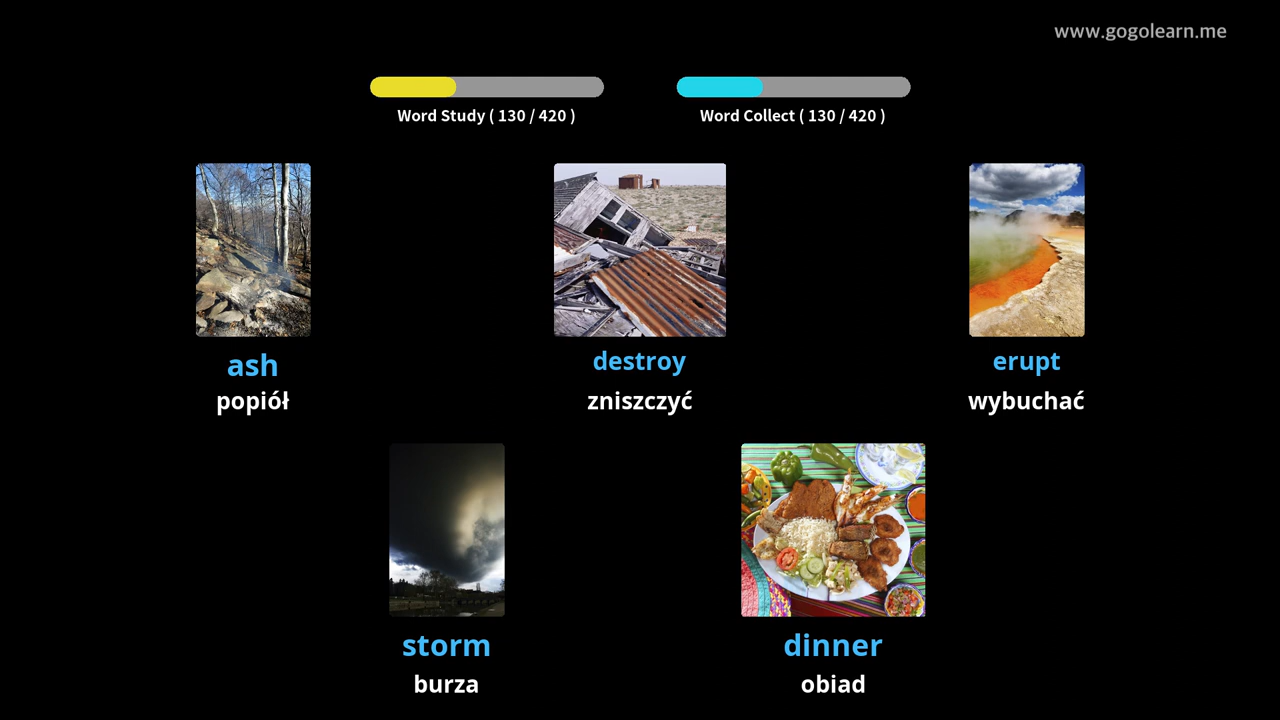 www.gogolearn.me
Word Study ( 130 / 420 )
Word Collect ( 130 / 420 )
ash
destroy
erupt
popiół
zniszczyć
wybuchać
storm
dinner
burza
obiad